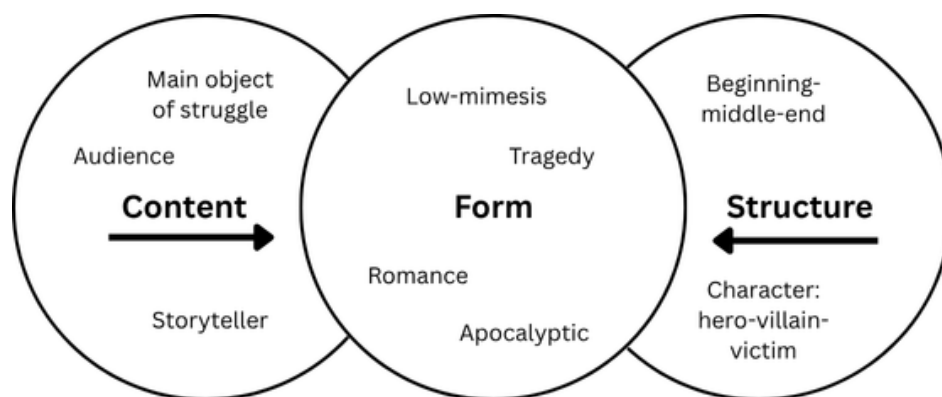 Main object
of struggle
Audience
Content
Storyteller
Low-mimesis
Tragedy
Form
Romance
Apocalyptic
Beginning-
middle-end
Structure
Character:
hero-villain-
victim